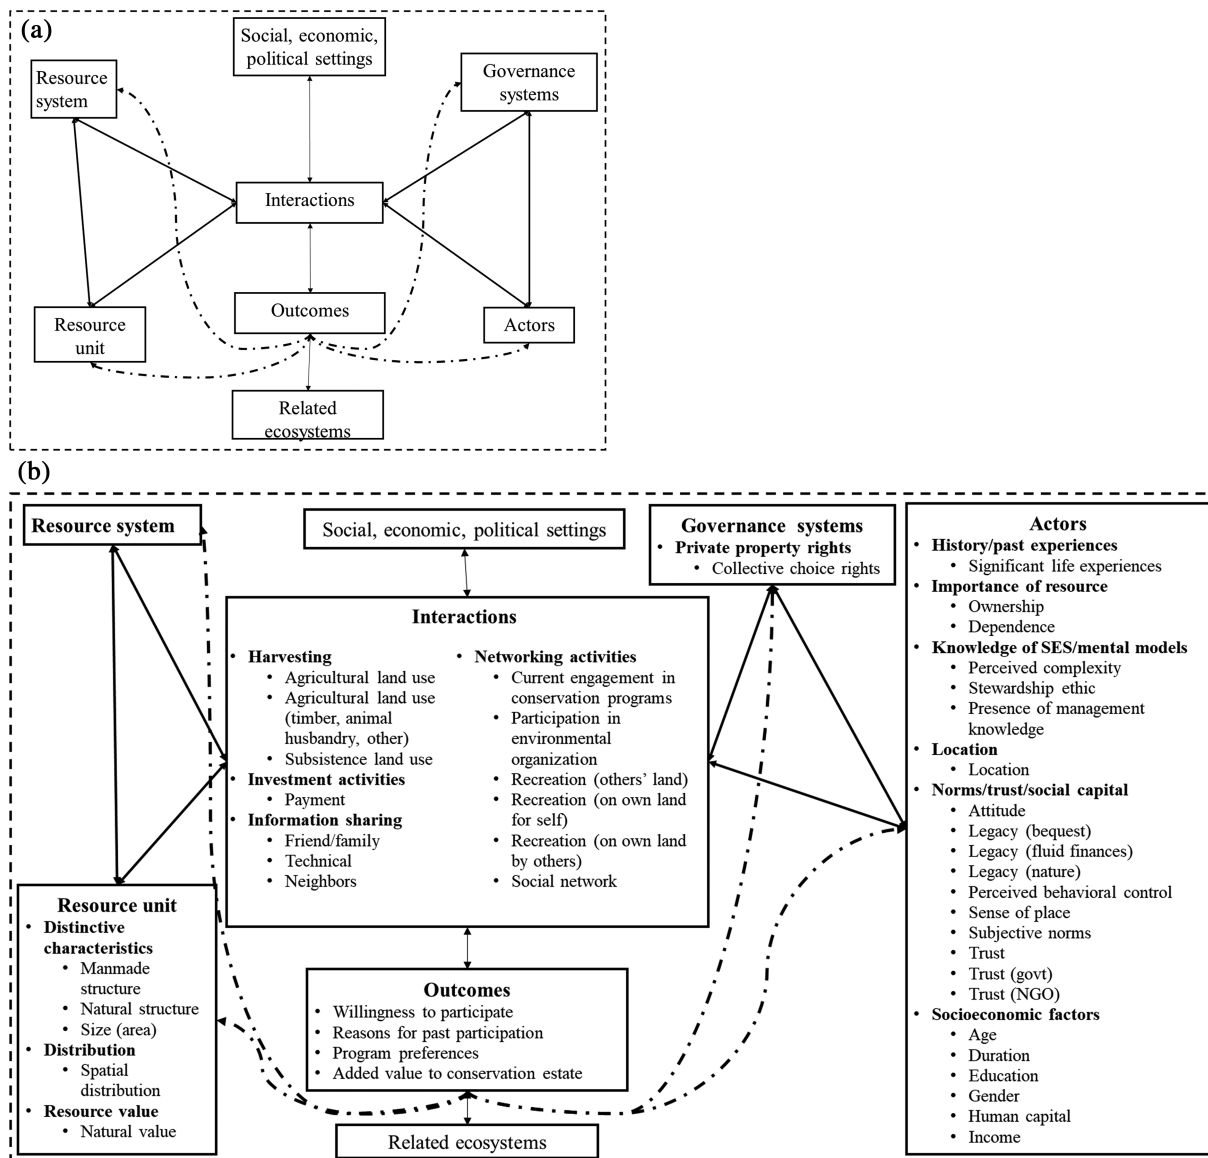 (a)
Social, economic,
political settings
Resource
system
Governance
systems
Interactions
Outcomes
Resource
unit
Actors
Related
ecosystems
(b)
Resource system
Social, economic, political settings
Governance systems
• Private property rights
• Collective choice rights
Interactions
• Harvesting
• Agricultural land use
• Agricultural land use
(timber, animal
husbandry, other)
• Subsistence land use
• Investment activities
• Payment
• Information sharing
• Friend/family
• Technical
• Neighbors
• Networking activities
• Current engagement in
conservation programs
• Participation in
environmental
organization
• Recreation (others' land)
• Recreation (on own land
for self)
• Recreation (on own land
by others)
• Social network
Actors
• History/past experiences
• Significant life experiences
• Importance of resource
• Ownership
• Dependence
• Knowledge of SES/mental models
• Perceived complexity
• Stewardship ethic
• Presence of management
knowledge
• Location
• Location
• Norms/trust/social capital
• Attitude
• Legacy (bequest)
• Legacy (fluid finances)
• Legacy (nature)
• Perceived behavioral control
• Sense of place
• Subjective norms
• Trust
• Trust (govt)
• Trust (NGO)
• Socioeconomic factors
• Age
• Duration
• Education
• Gender
• Human capital
• Income
Resource unit
• Distinctive
characteristics
• Manmade
structure
• Natural structure
• Size (area)
• Distribution
• Spatial
distribution
• Resource value
• Natural value
Outcomes
• Willingness to participate
• Reasons for past participation
• Program preferences
• Added value to conservation estate
Related ecosystems